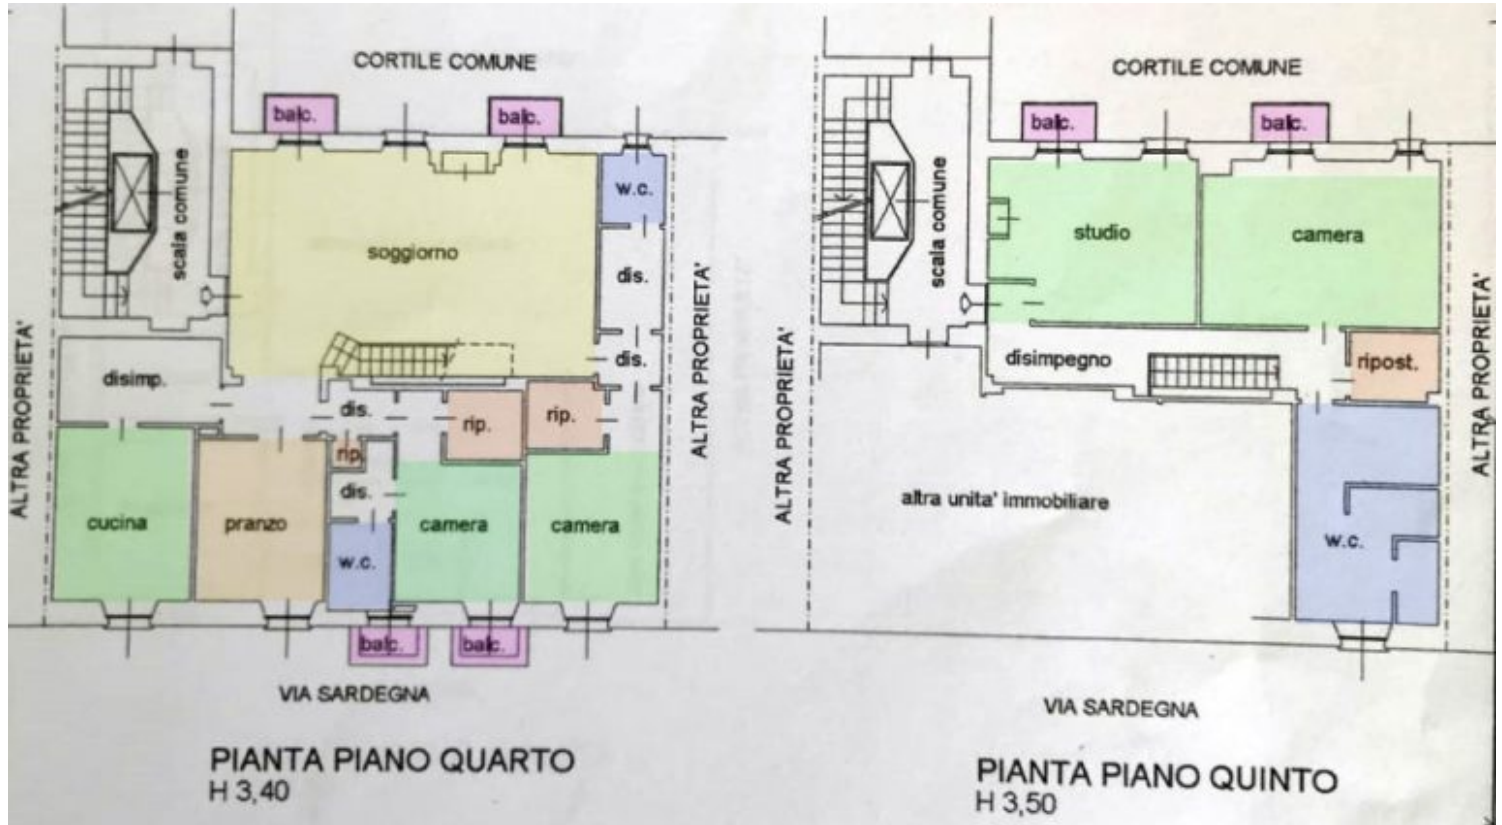 CORTILE COMUNE
balc.
balc.
scala comune
w.c.
soggiorno
dis.
dis.
ALTRA PROPRIETA'
ALTRA PROPRIETA'
disimp.
dis.
rip.
rip.
rip.
dis.
cucina
pranzo
camera
camera
w.c.
balc.
balc.
VIA SARDEGNA
PIANTA PIANO QUARTO
H 3,40
CORTILE COMUNE
balc.
balc.
scala comune
studio
camera
ALTRA PROPRIETA'
ALTRA PROPRIETA'
disimpegno
ripost.
altra unita' immobiliare
w.c.
VIA SARDEGNA
PIANTA PIANO QUINTO
H 3,50